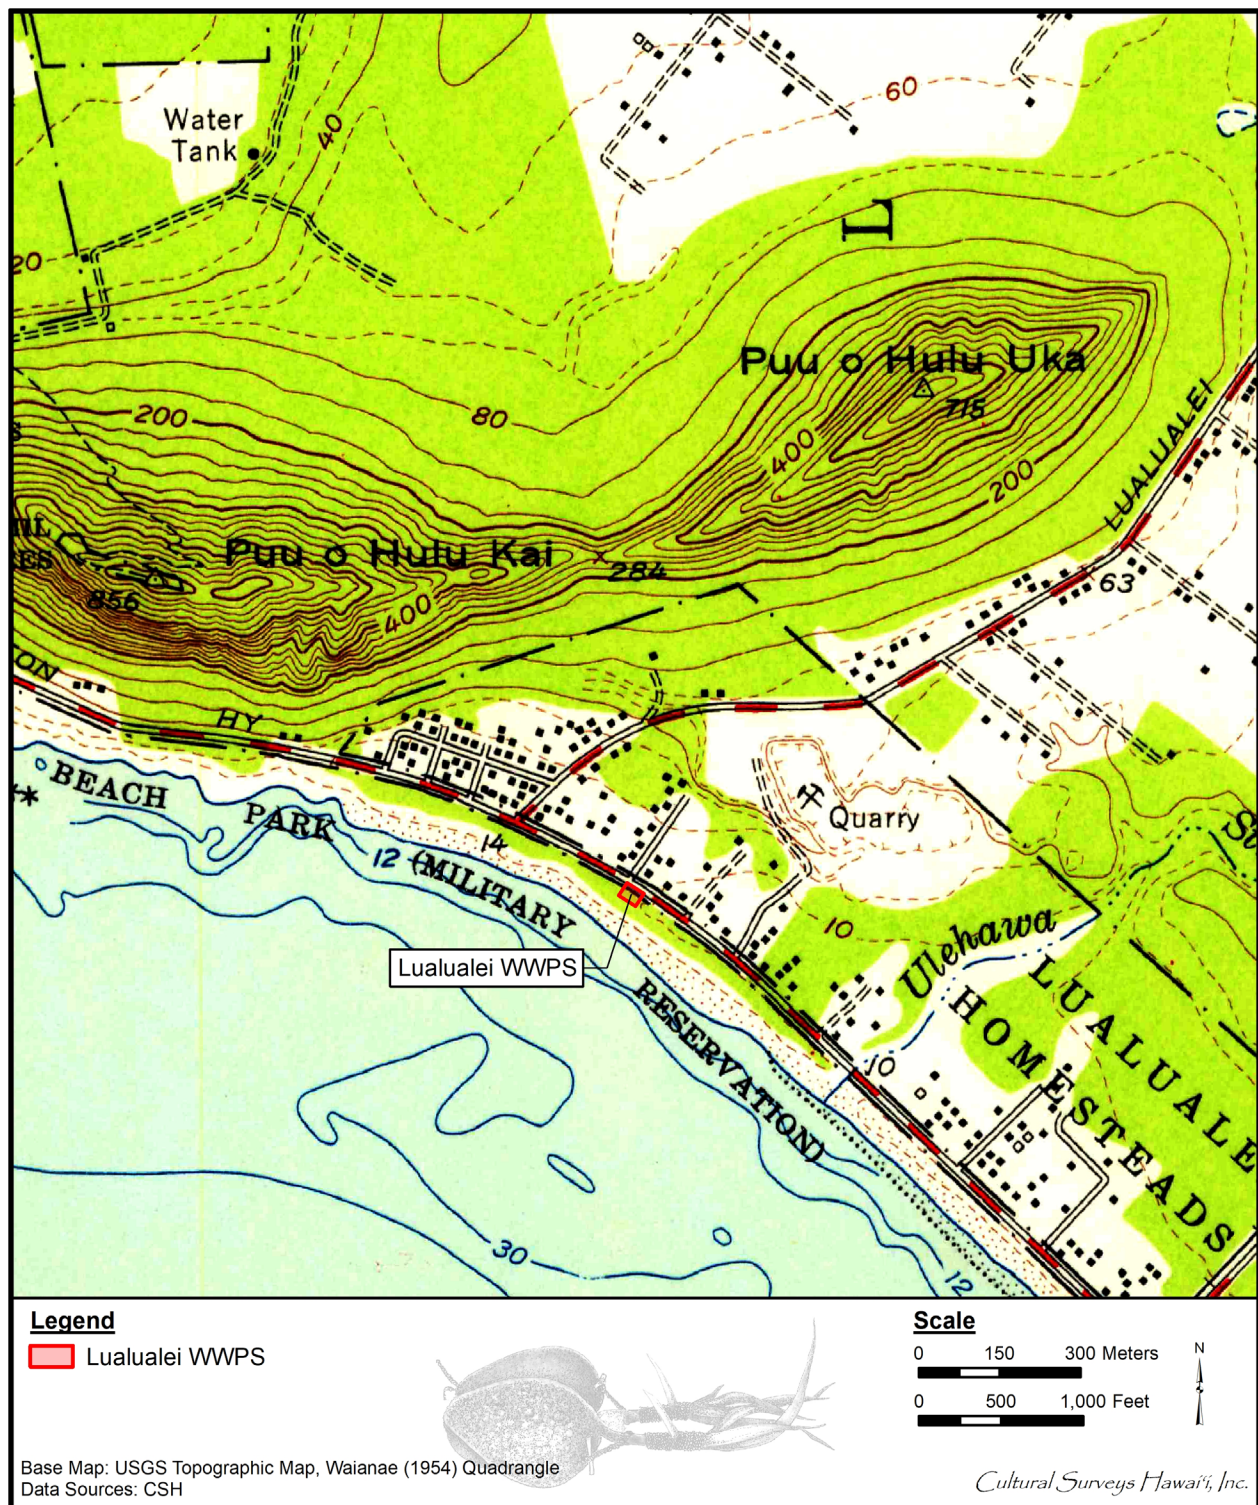 Water
Tank
40
60
20
L
Puu o Hulu Uka
715
200
80
400
200
LUALUALEI
Puu o Hulu Kai
284
856
400
63
HY
BEACH PARK (MILITARY RESERVATION)
14
12
Quarry
10
Ulehawa
Lualualei WWPS
LUALUALE
HOMESTEADS
10
30
12
Legend
Lualualei WWPS
Scale
0 150 300 Meters
0 500 1,000 Feet
N
Base Map: USGS Topographic Map, Waianae (1954) Quadrangle
Data Sources: CSH
Cultural Surveys Hawaiʻi, Inc.